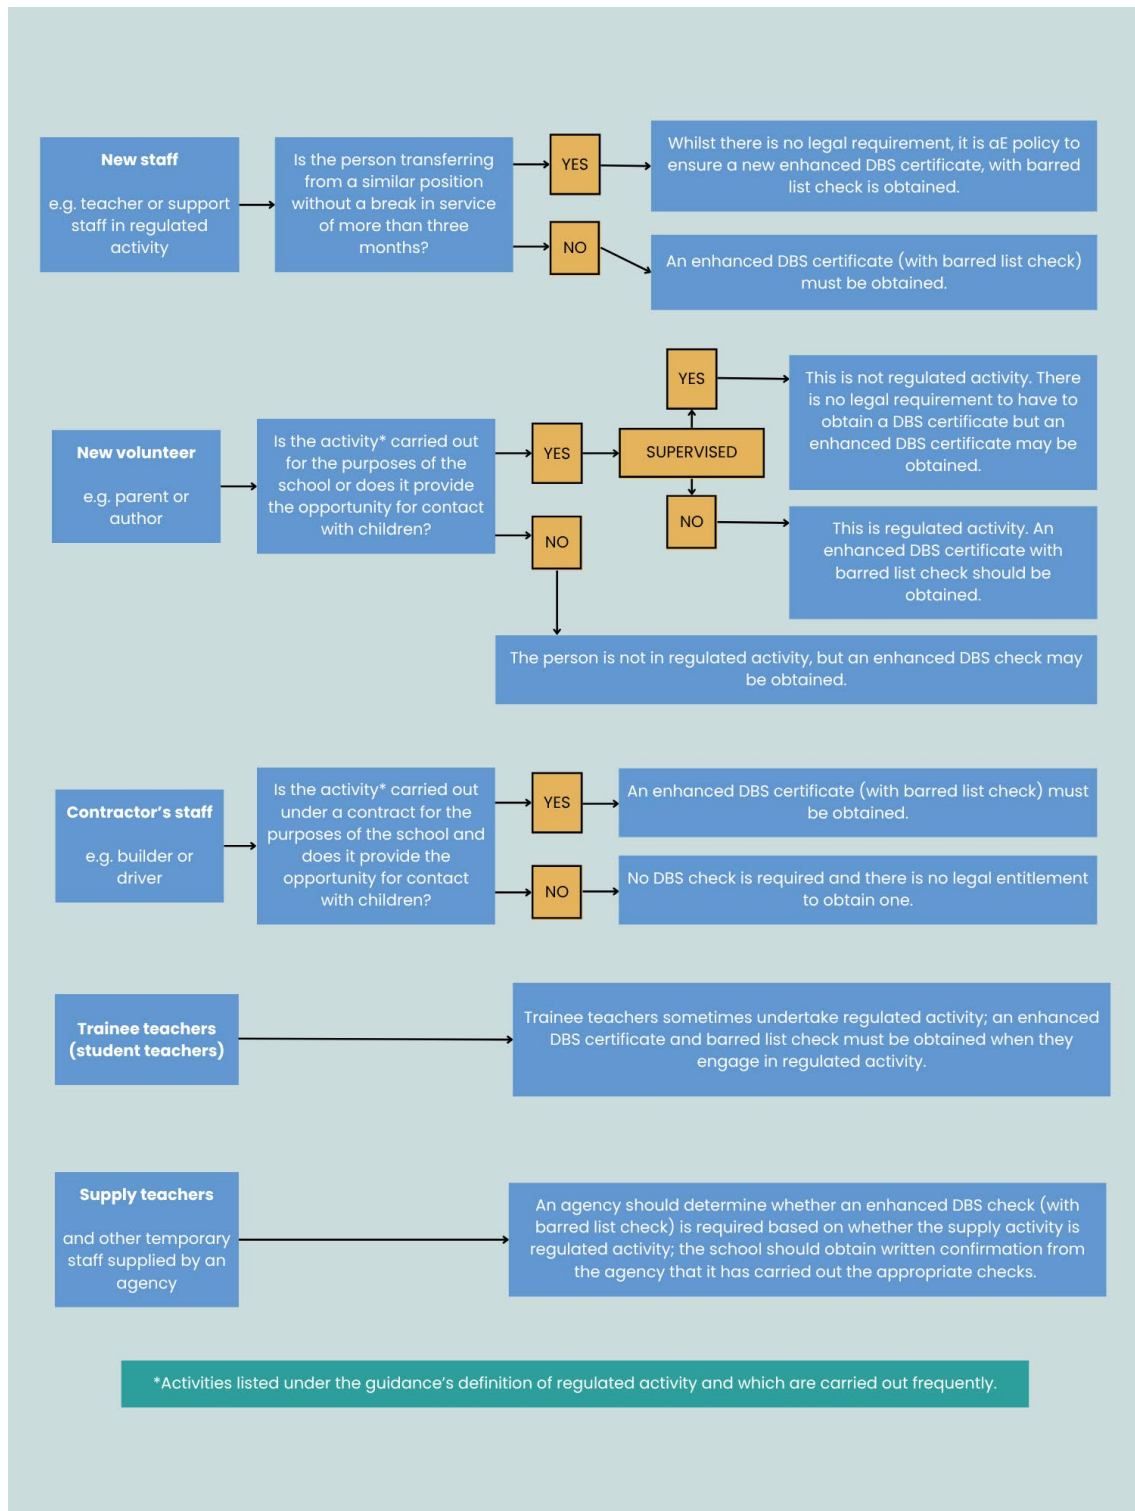 New staff
e.g. teacher or support
staff in regulated
activity
Is the person transferring
from a similar position
without a break in service
of more than three
months?
YES
Whilst there is no legal requirement, it is aE policy to
ensure a new enhanced DBS certificate, with barred
list check is obtained.
NO
An enhanced DBS certificate (with barred list check)
must be obtained.
New volunteer
e.g. parent or
author
Is the activity* carried out
for the purposes of the
school or does it provide
the opportunity for contact
with children?
YES
SUPERVISED
YES
This is not regulated activity. There
is no legal requirement to have to
obtain a DBS certificate but an
enhanced DBS certificate may be
obtained.
NO
This is regulated activity. An
enhanced DBS certificate with
barred list check should be
obtained.
NO
The person is not in regulated activity, but an enhanced DBS check may
be obtained.
Contractor's staff
e.g. builder or
driver
Is the activity* carried out
under a contract for the
purposes of the school and
does it provide the
opportunity for contact
with children?
YES
An enhanced DBS certificate (with barred list check) must
be obtained.
NO
No DBS check is required and there is no legal entitlement
to obtain one.
Trainee teachers
(student teachers)
Trainee teachers sometimes undertake regulated activity; an enhanced
DBS certificate and barred list check must be obtained when they
engage in regulated activity.
Supply teachers
and other temporary
staff supplied by an
agency
An agency should determine whether an enhanced DBS check (with
barred list check) is required based on whether the supply activity is
regulated activity; the school should obtain written confirmation from
the agency that it has carried out the appropriate checks.
*Activities listed under the guidance's definition of regulated activity and which are carried out frequently.